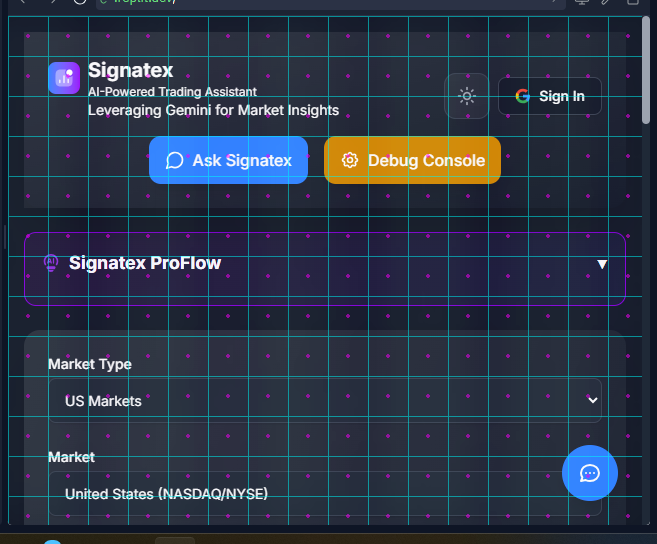 Signatex
AI-Powered Trading Assistant
Leveraging Gemini for Market Insights
Sign In
Ask Signatex
Debug Console
AI
Signatex ProFlow
Market Type
US Markets
Market
United States (NASDAQ/NYSE)